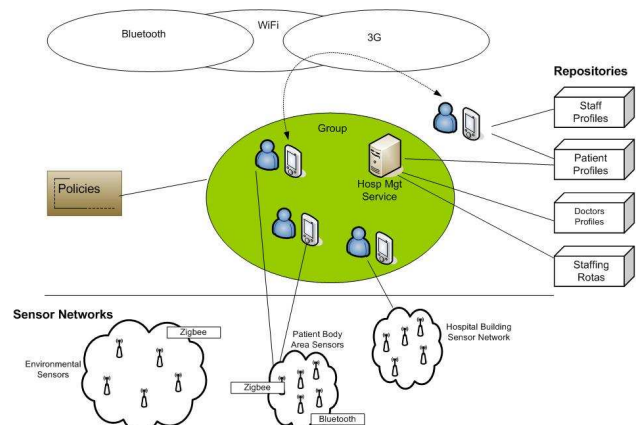 WiFi
Bluetooth
3G
Repositories
Staff
Profiles
Group
Patient
Profiles
Policies
Hosp Mgt
Service
Doctors
Profiles
Staffing
Rotas
Sensor Networks
Zigbee
Patient Body
Area Sensors
Hospital Building
Sensor Network
Environmental
Sensors
Zigbee
Bluetooth